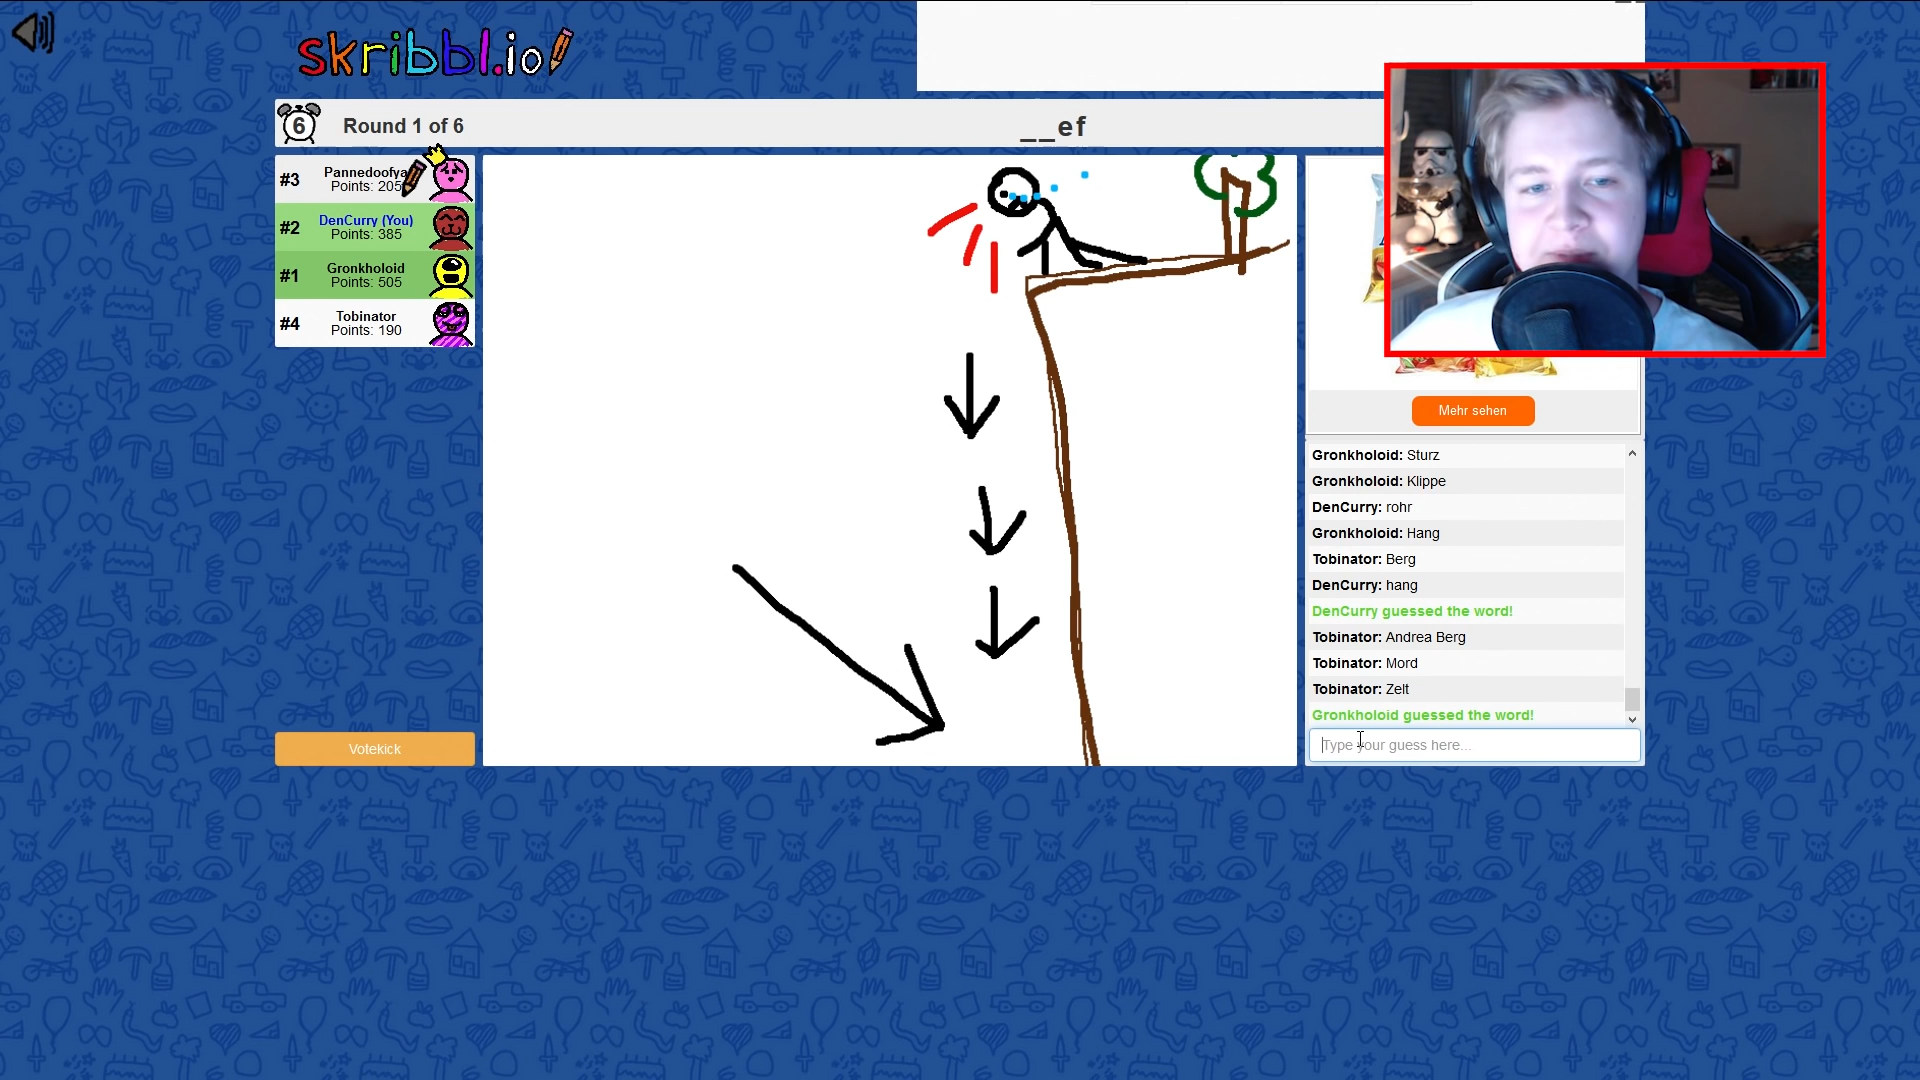 skribbl.io
6
Round 1 of 6
__ef
#3
Pannedoofya
Points: 205
#2
DenCurry (You)
Points: 385
#1
Gronkholoid
Points: 505
#4
Tobinator
Points: 190
Votekick
Mehr sehen
Gronkholoid: Sturz
Gronkholoid: Klippe
DenCurry: rohr
Gronkholoid: Hang
Tobinator: Berg
DenCurry: hang
DenCurry guessed the word!
Tobinator: Andrea Berg
Tobinator: Mord
Tobinator: Zelt
Gronkholoid guessed the word!
Type your guess here...